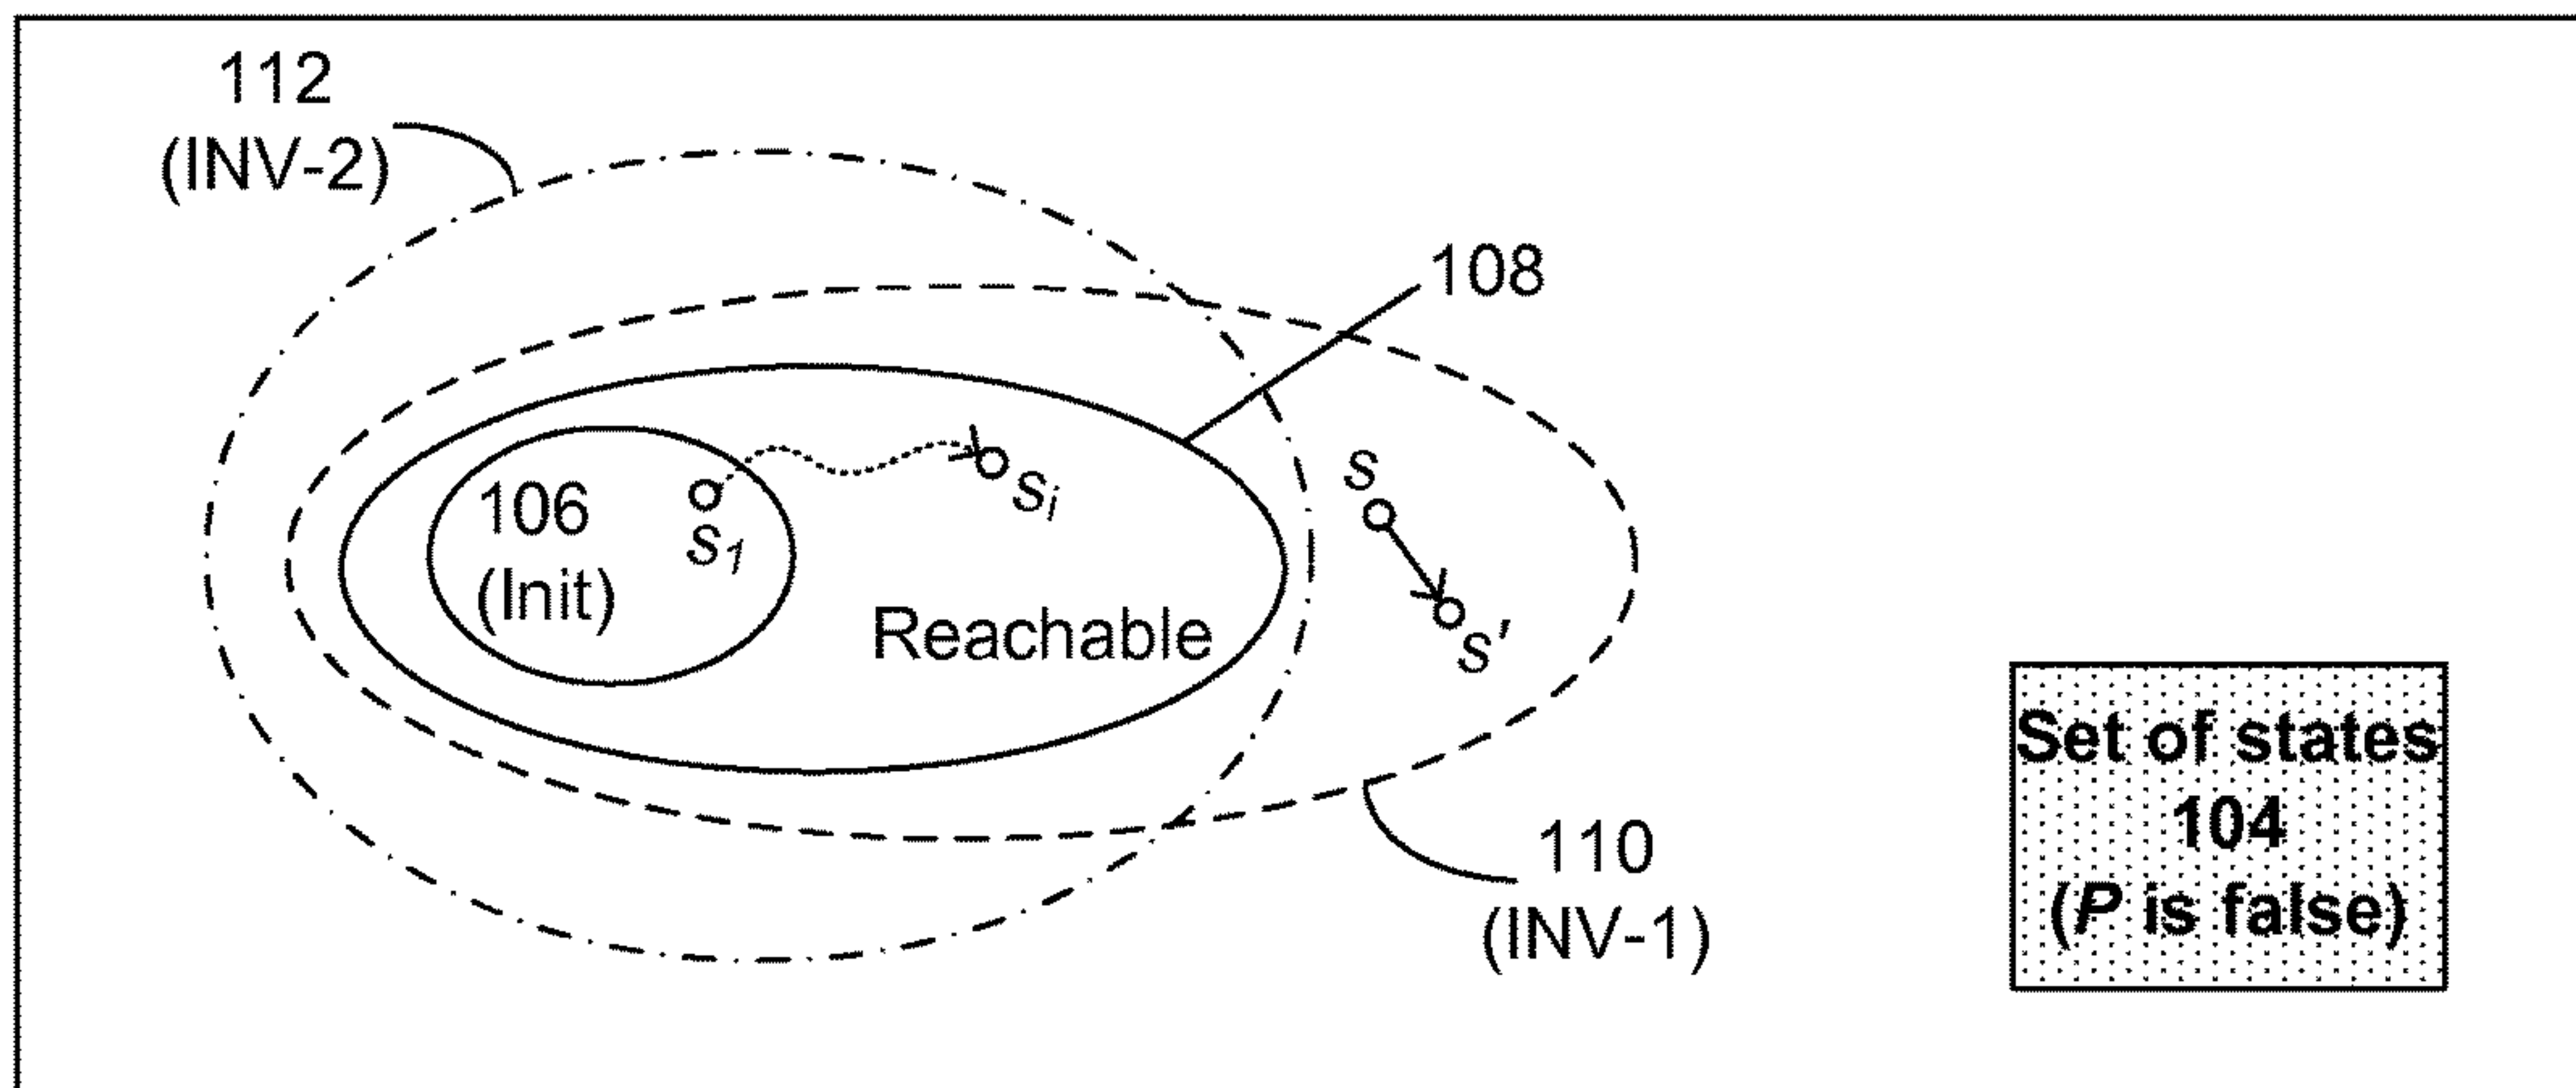 112
(INV-2)
108
106
(Init)
s1
si
Reachable
s
s'
110
(INV-1)
Set of states
104
(P is false)